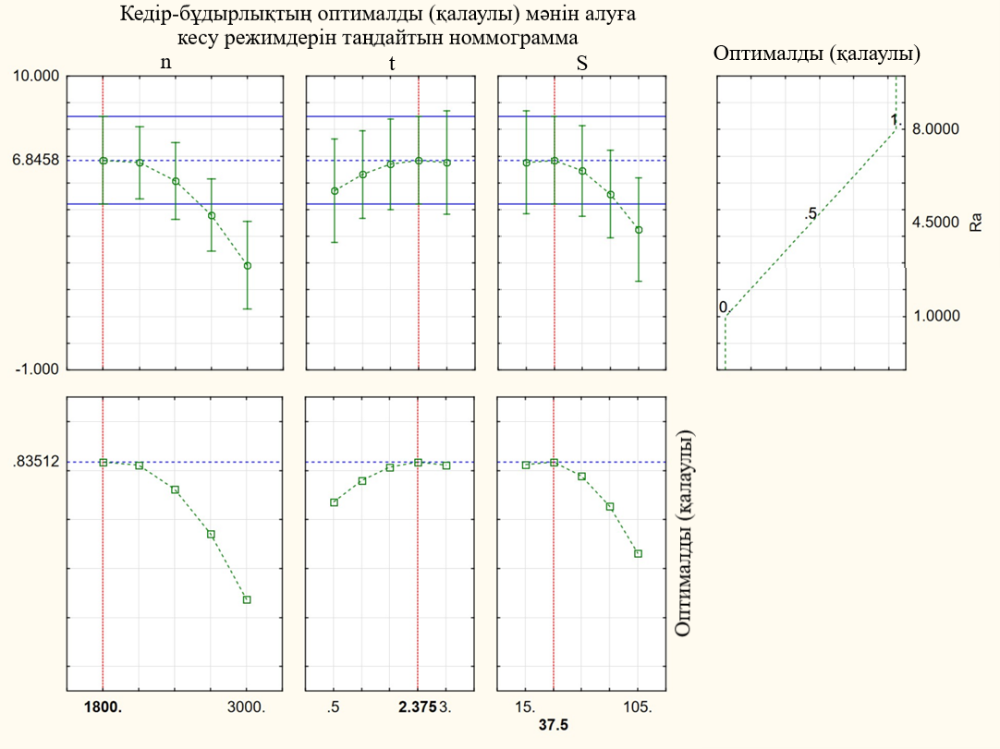 Кедір-бұдырлықтың оптималды (қалаулы) мәнін алуға
кесу режимдерін таңдайтын номмограмма
n
t
S
Оптималды (қалаулы)
10.000
6.8458
-1.000
1.
.5
0.
8.0000
4.5000
1.0000
Ra
.83512
Оптималды (қалаулы)
1800.
3000.
.5
2.375
3.
15.
37.5
105.